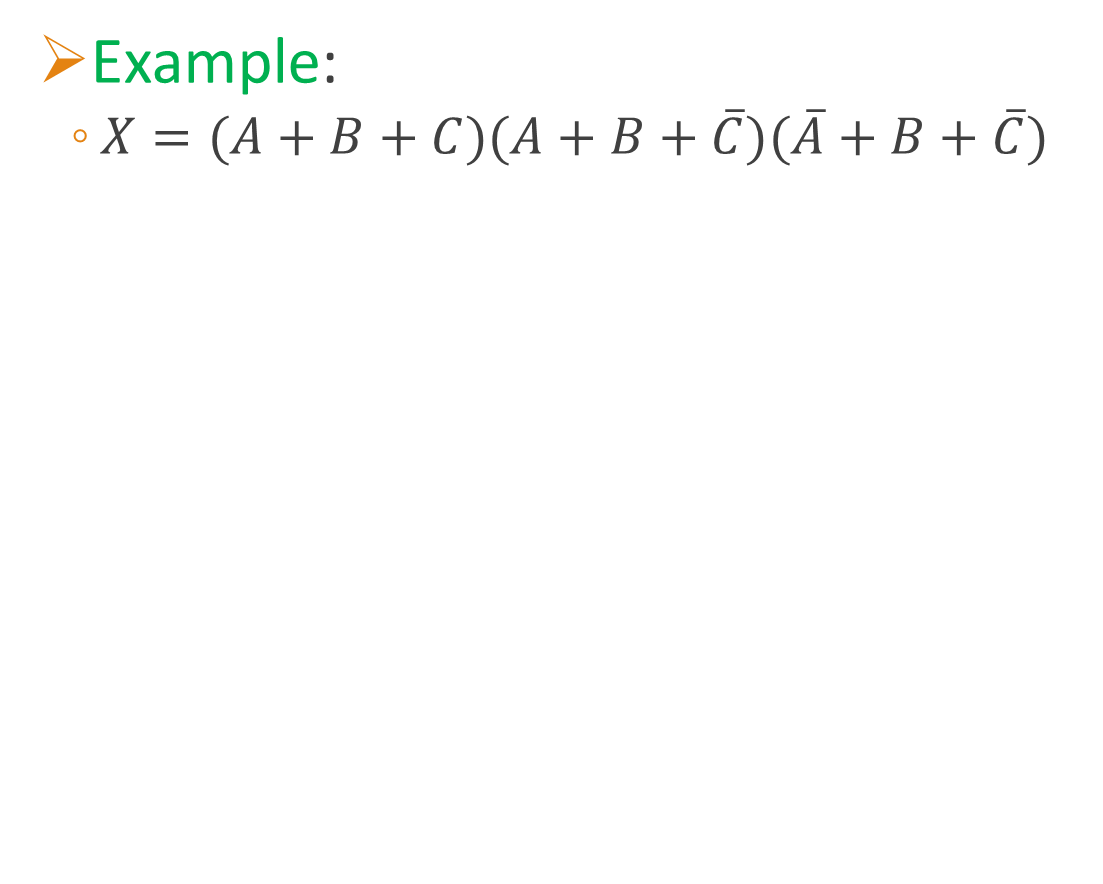 ➢Example:
◦ X = (A + B + C)(A + B + C̅)(A̅ + B + C̅)